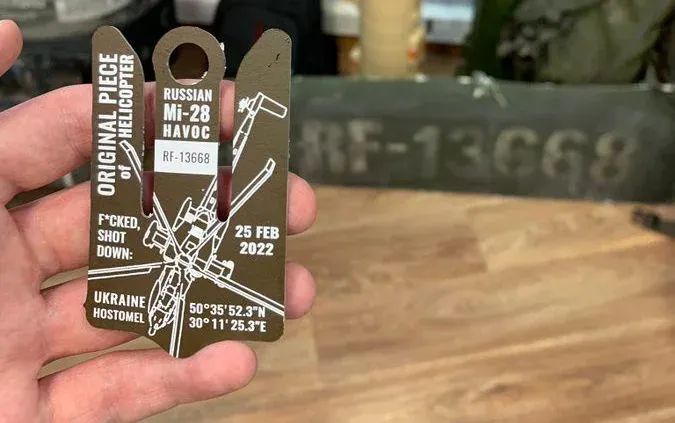 ORIGINAL PIECE
of HELICOPTER
RUSSIAN
Mi-28
HAVOC
RF-13668
F*CKED,
SHOT
DOWN:
25 FEB
2022
UKRAINE
HOSTOMEL
50°35'52.3"N
30°11'25.3"E
RF-13668